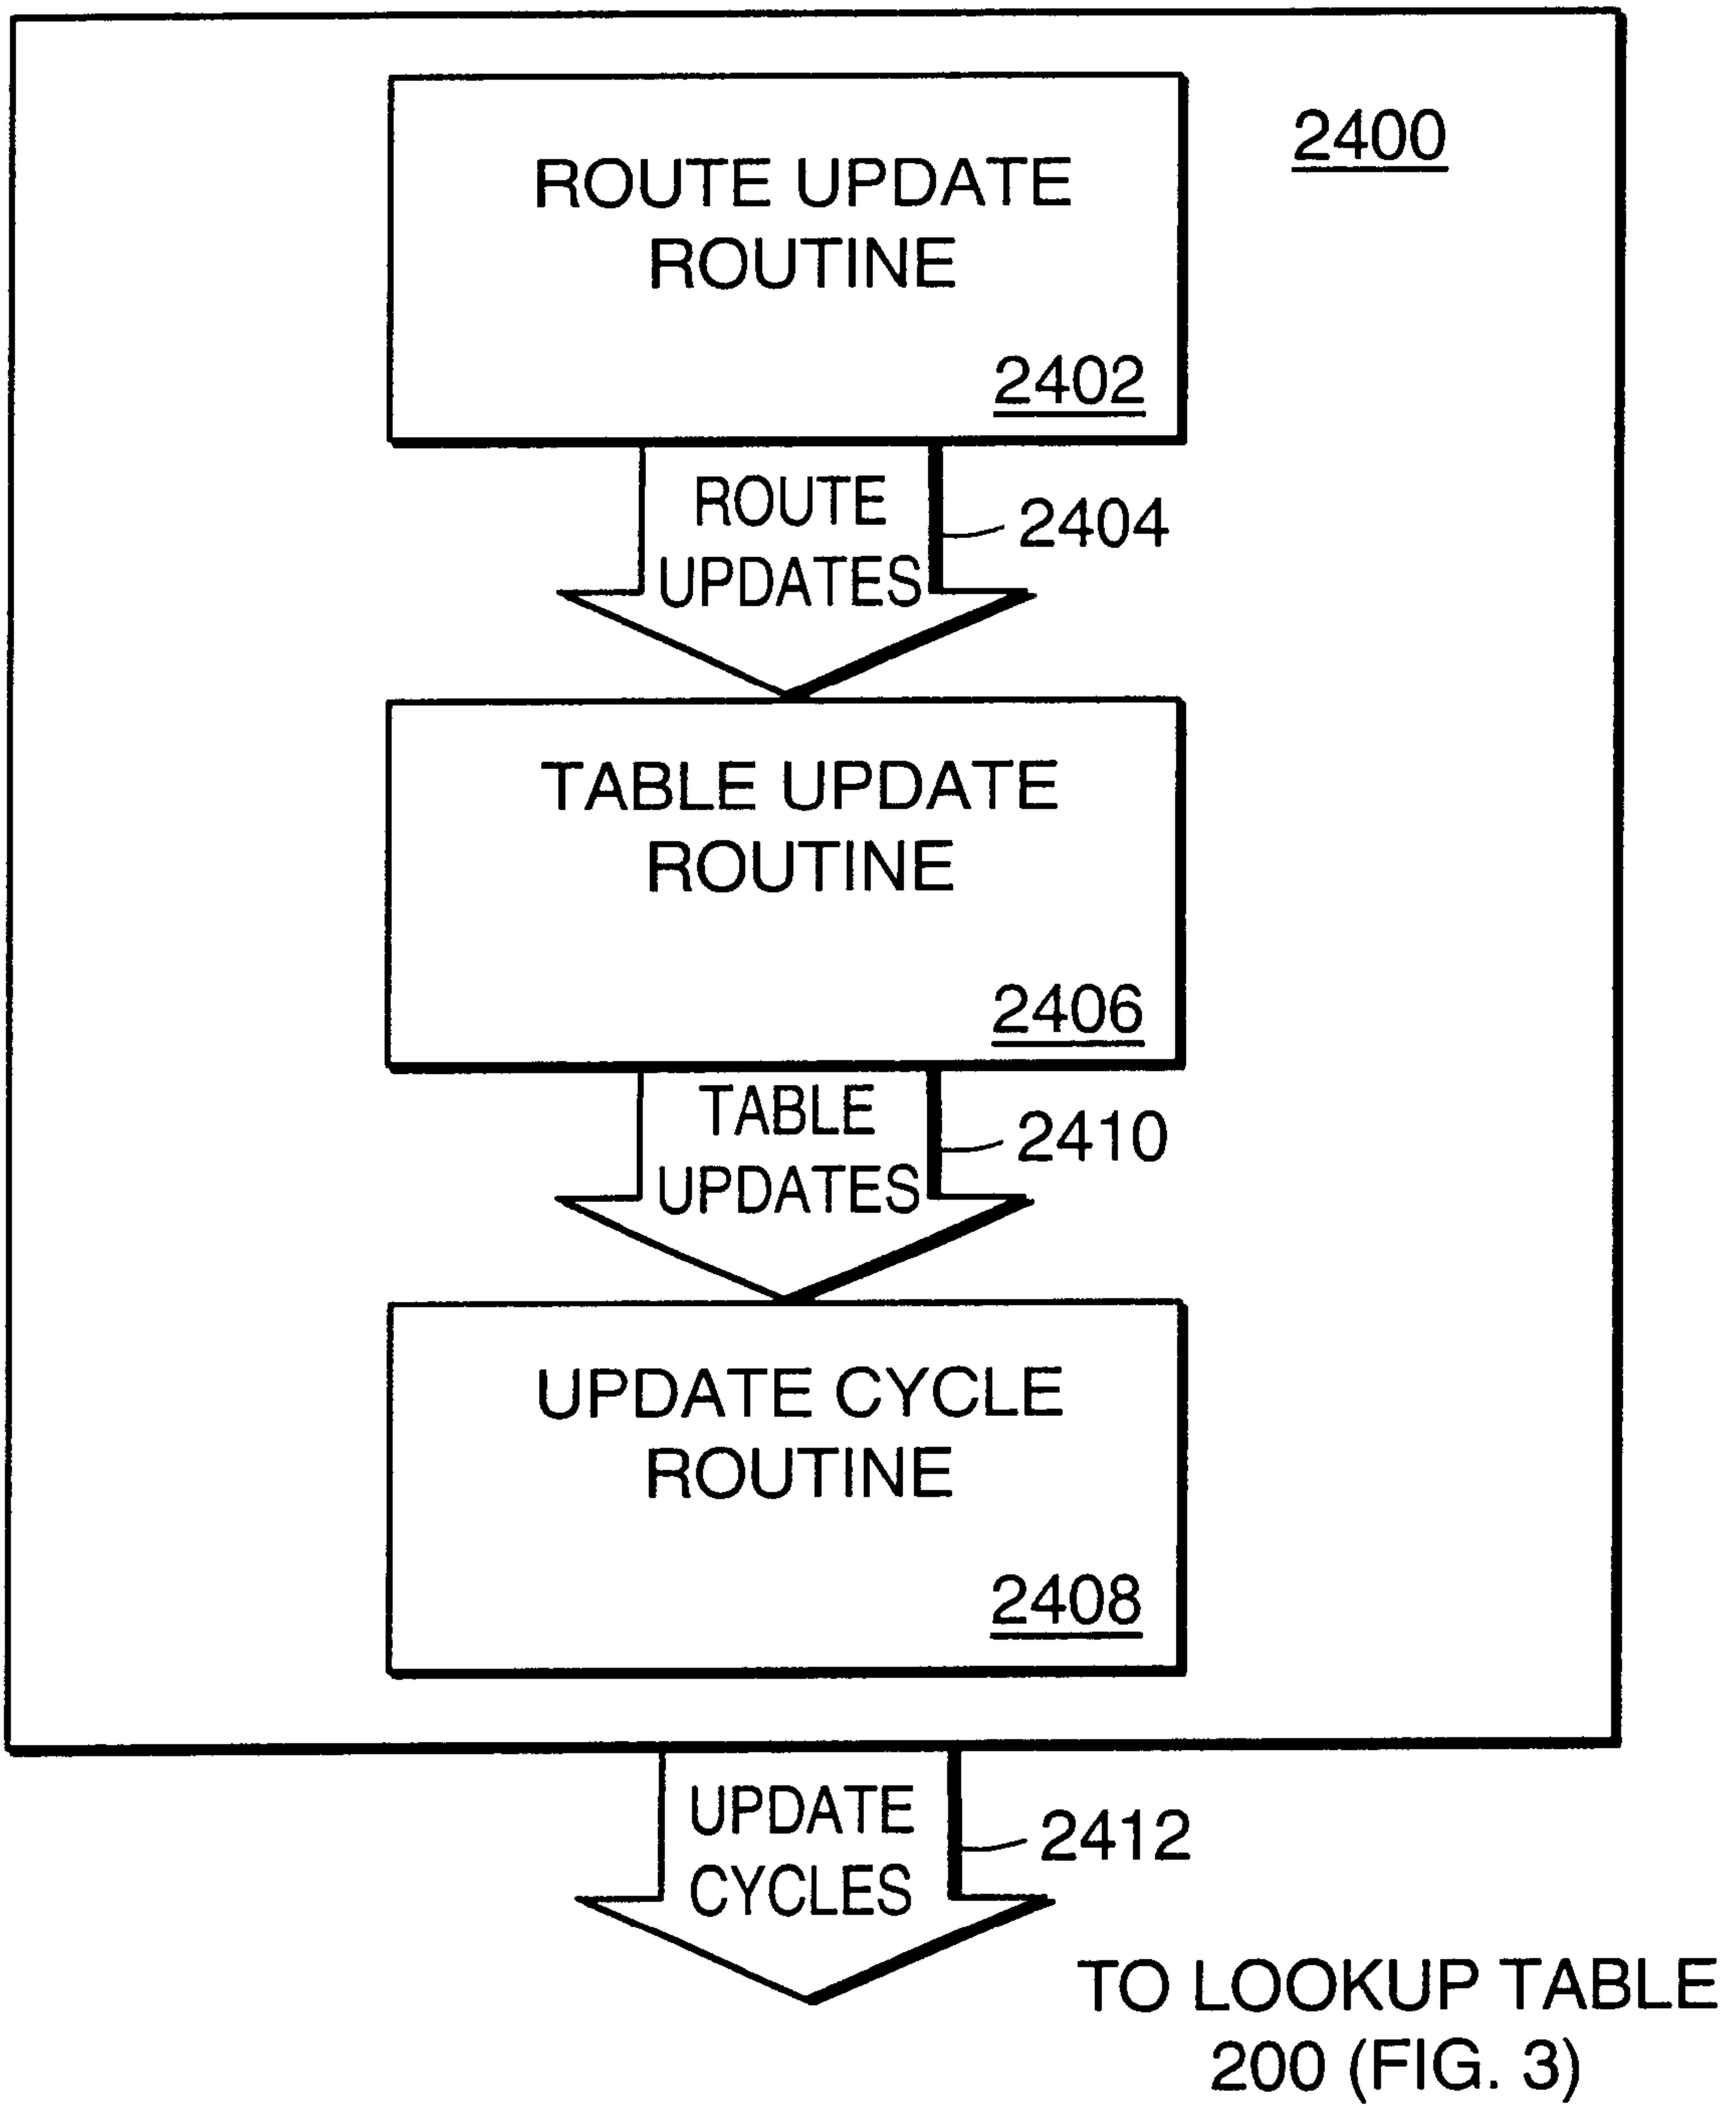 2400
ROUTE UPDATE
ROUTINE
2402
ROUTE
UPDATES
2404
TABLE UPDATE
ROUTINE
2406
TABLE
UPDATES
2410
UPDATE CYCLE
ROUTINE
2408
UPDATE
CYCLES
2412
TO LOOKUP TABLE
200 (FIG. 3)